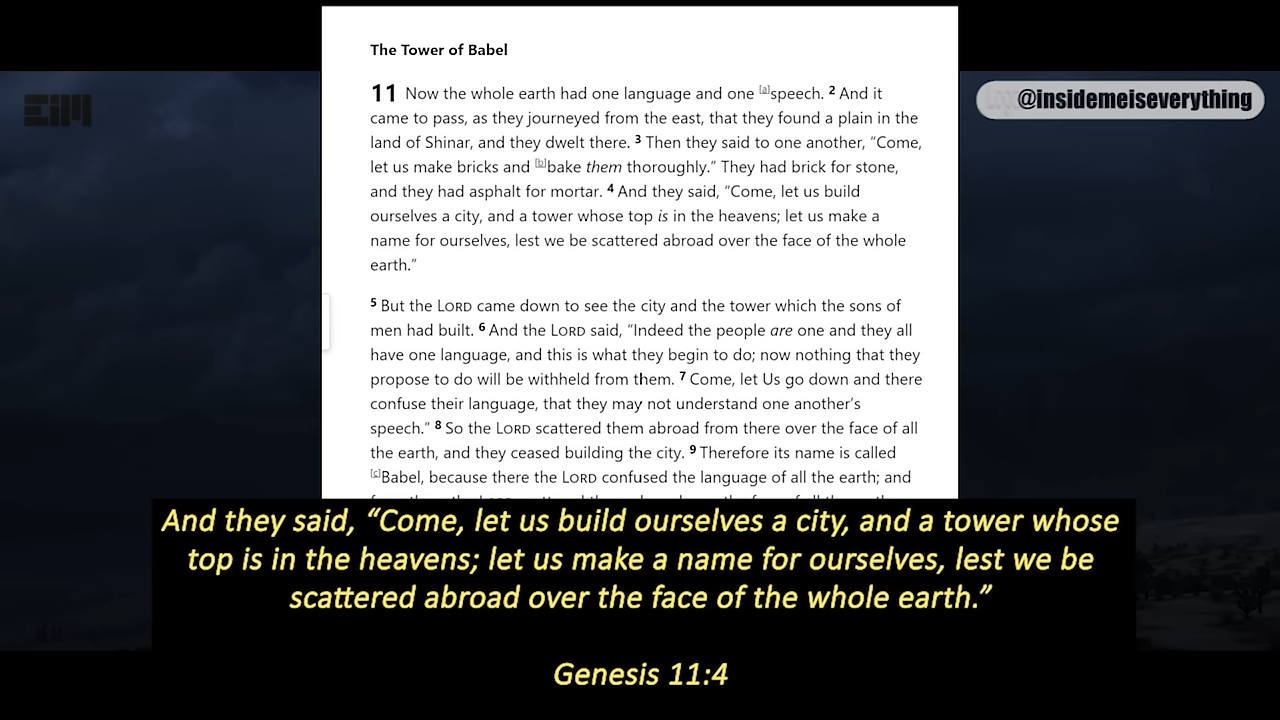 The Tower of Babel
11 Now the whole earth had one language and one [a]speech. 2 And it
came to pass, as they journeyed from the east, that they found a plain in the
land of Shinar, and they dwelt there. 3 Then they said to one another, “Come,
let us make bricks and [b]bake them thoroughly.” They had brick for stone,
and they had asphalt for mortar. 4 And they said, “Come, let us build
ourselves a city, and a tower whose top is in the heavens; let us make a
name for ourselves, lest we be scattered abroad over the face of the whole
earth.”
5 But the LORD came down to see the city and the tower which the sons of
men had built. 6 And the LORD said, “Indeed the people are one and they all
have one language, and this is what they begin to do; now nothing that they
propose to do will be withheld from them. 7 Come, let Us go down and there
confuse their language, that they may not understand one another’s
speech.” 8 So the LORD scattered them abroad from there over the face of all
the earth, and they ceased building the city. 9 Therefore its name is called
[c]Babel, because there the LORD confused the language of all the earth; and
EiM
@insidemeiseverything
And they said, “Come, let us build ourselves a city, and a tower whose
top is in the heavens; let us make a name for ourselves, lest we be
scattered abroad over the face of the whole earth.”
Genesis 11:4